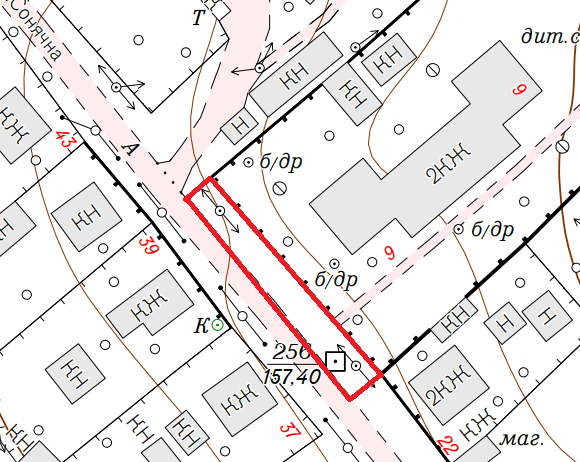 Сонячна
Т
дит.с
КН
КН
КН
Н
9
КЖ
43
А
б/др
2КЖ
КН
39
Н
б/др
9
б/др
КЖ
К
КН
Н
Н
256
157,40
КН
КЖ
2КЖ
КН
КН
37
КЖ
22
маг.
КН